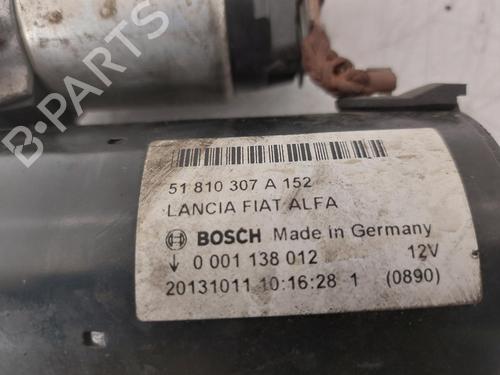 B-PARTS
51 810 307 A 152
LANCIA FIAT ALFA
BOSCH Made in Germany
0 001 138 012 12V
20131011 10:16:28 1 (0890)
B-PARTS